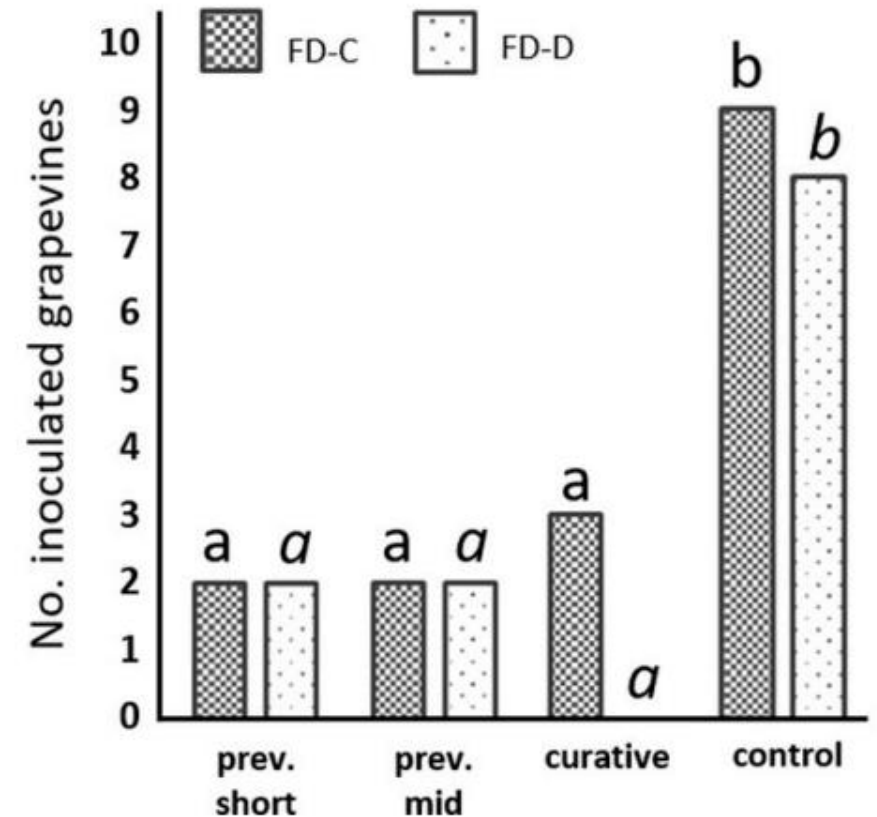 FD-C
FD-D
No. inoculated grapevines
10
9
8
7
6
5
4
3
2
1
0
a
a
a
a
a
a
b
b
prev. short
prev. mid
curative
control